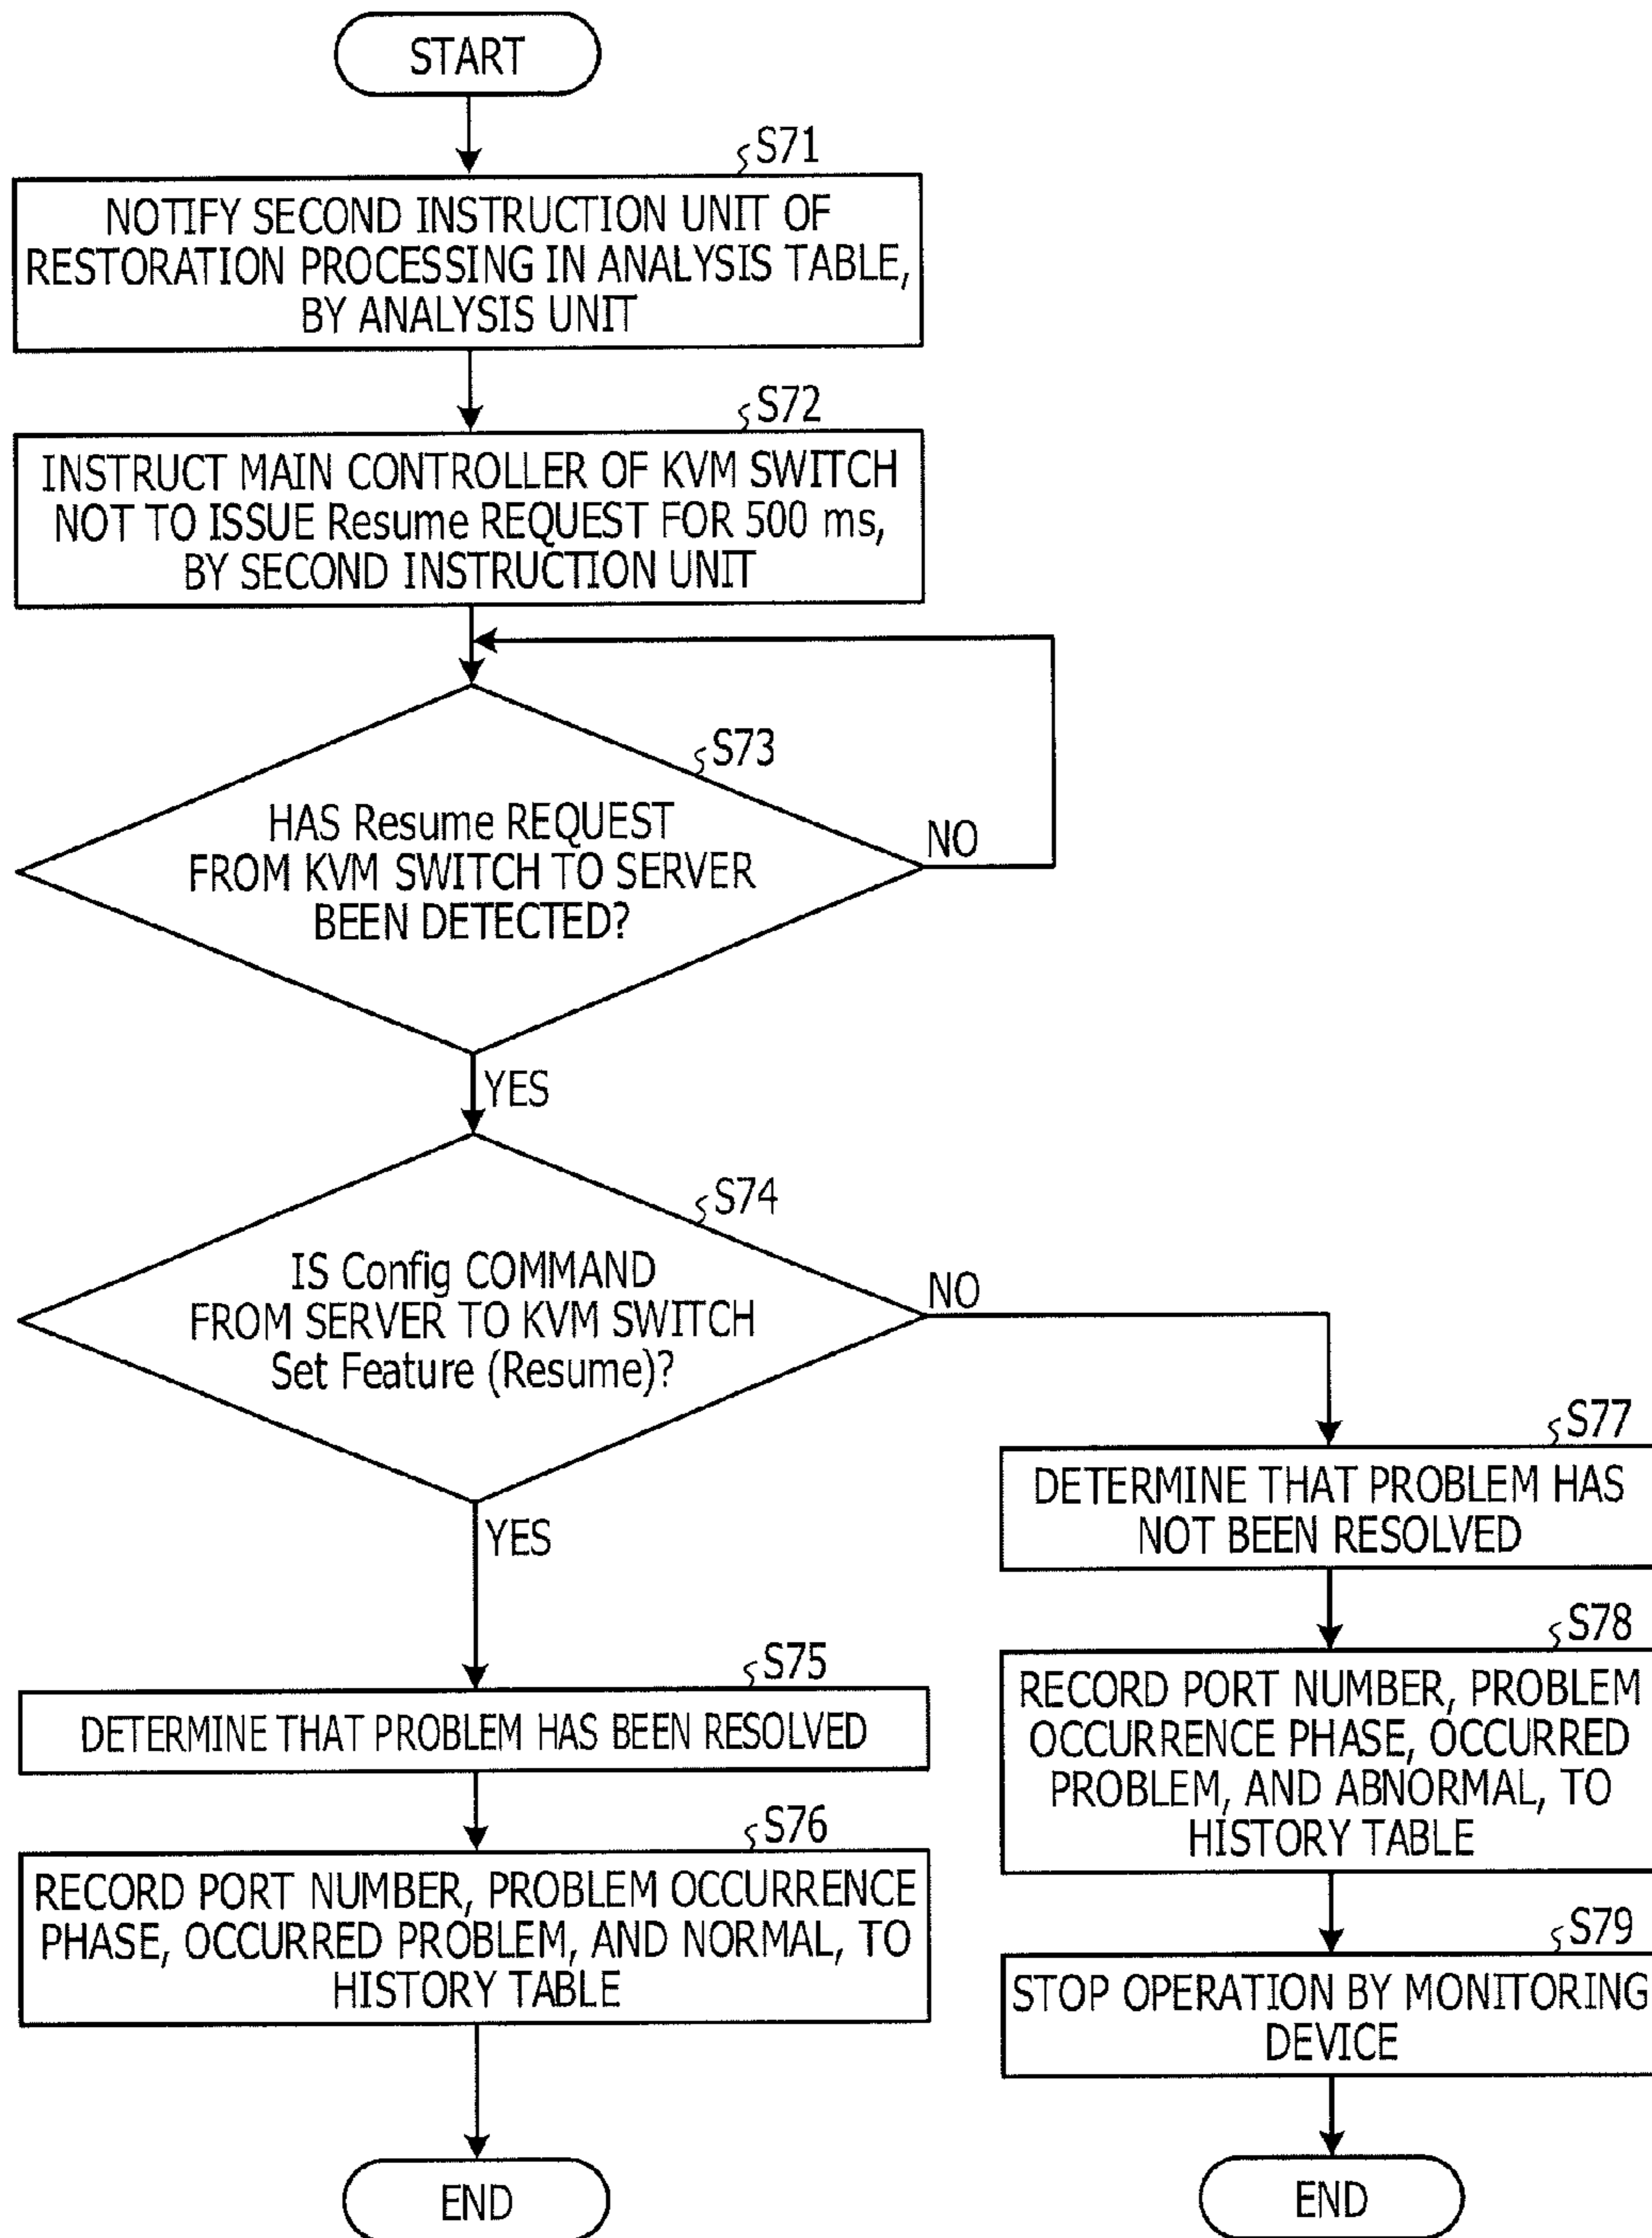 START
S71
NOTIFY SECOND INSTRUCTION UNIT OF
RESTORATION PROCESSING IN ANALYSIS TABLE,
BY ANALYSIS UNIT
S72
INSTRUCT MAIN CONTROLLER OF KVM SWITCH
NOT TO ISSUE Resume REQUEST FOR 500 ms,
BY SECOND INSTRUCTION UNIT
S73
HAS Resume REQUEST
FROM KVM SWITCH TO SERVER
BEEN DETECTED?
NO
YES
S74
IS Config COMMAND
FROM SERVER TO KVM SWITCH
Set Feature (Resume)?
NO
YES
S75
DETERMINE THAT PROBLEM HAS BEEN RESOLVED
S76
RECORD PORT NUMBER, PROBLEM OCCURRENCE
PHASE, OCCURRED PROBLEM, AND NORMAL, TO
HISTORY TABLE
END
S77
DETERMINE THAT PROBLEM HAS
NOT BEEN RESOLVED
S78
RECORD PORT NUMBER, PROBLEM
OCCURRENCE PHASE, OCCURRED
PROBLEM, AND ABNORMAL, TO
HISTORY TABLE
S79
STOP OPERATION BY MONITORING
DEVICE
END